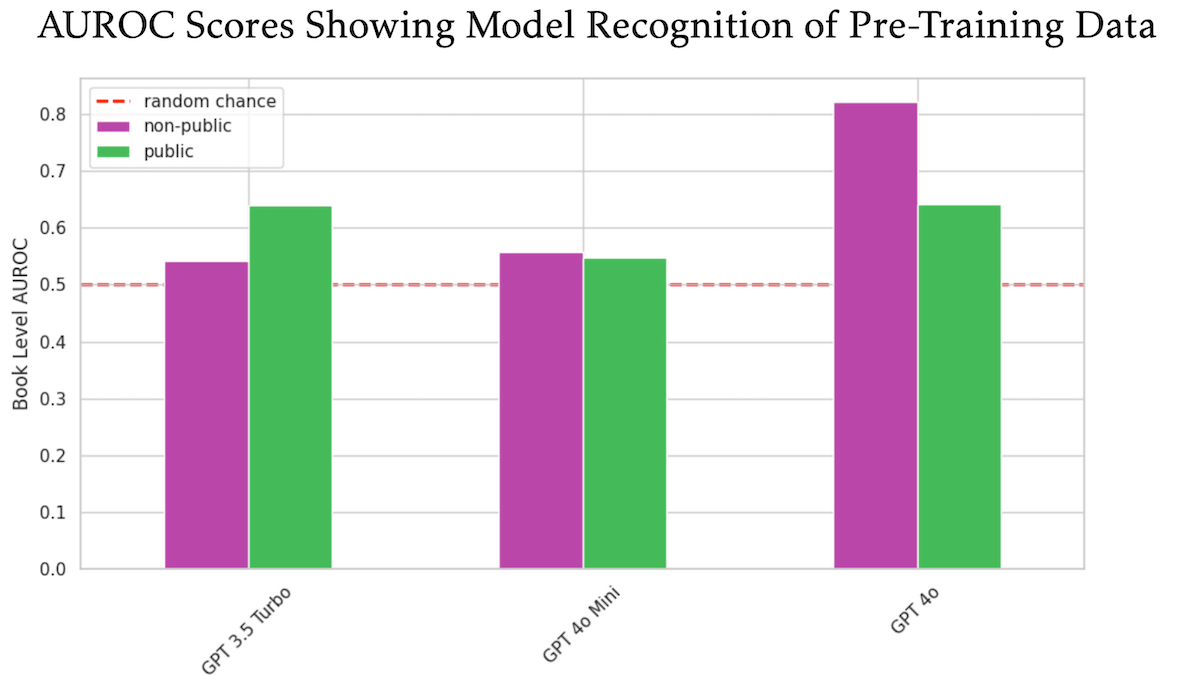 AUROC Scores Showing Model Recognition of Pre-Training Data
random chance
non-public
public
Book Level AUROC
0.8
0.7
0.6
0.5
0.4
0.3
0.2
0.1
0.0
GPT 3.5 Turbo
GPT 4o Mini
GPT 4o